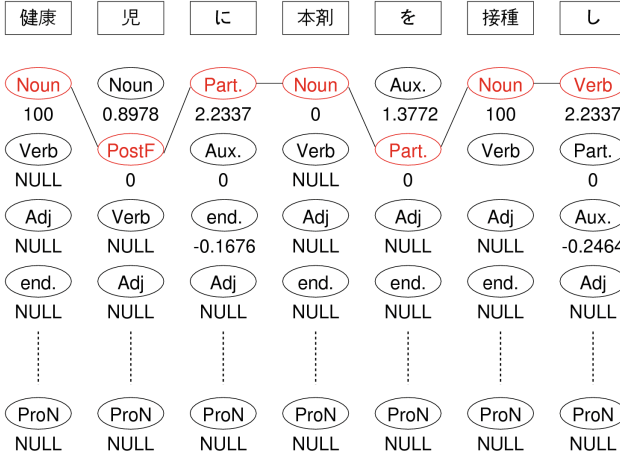 健康 児 に 本剤 を 接種 し
Noun Noun Part. Noun Aux. Noun Verb
100 0.8978 2.2337 0 1.3772 100 2.2337
Verb PostF Aux. Verb Part. Verb Part.
NULL 0 0 NULL 0 0
Adj Verb end. Adj Adj Adj Aux.
NULL NULL -0.1676 NULL NULL NULL -0.2464
end. Adj Adj end. end. end. Adj
NULL NULL NULL NULL NULL NULL NULL
ProN ProN ProN ProN ProN ProN ProN
NULL NULL NULL NULL NULL NULL NULL